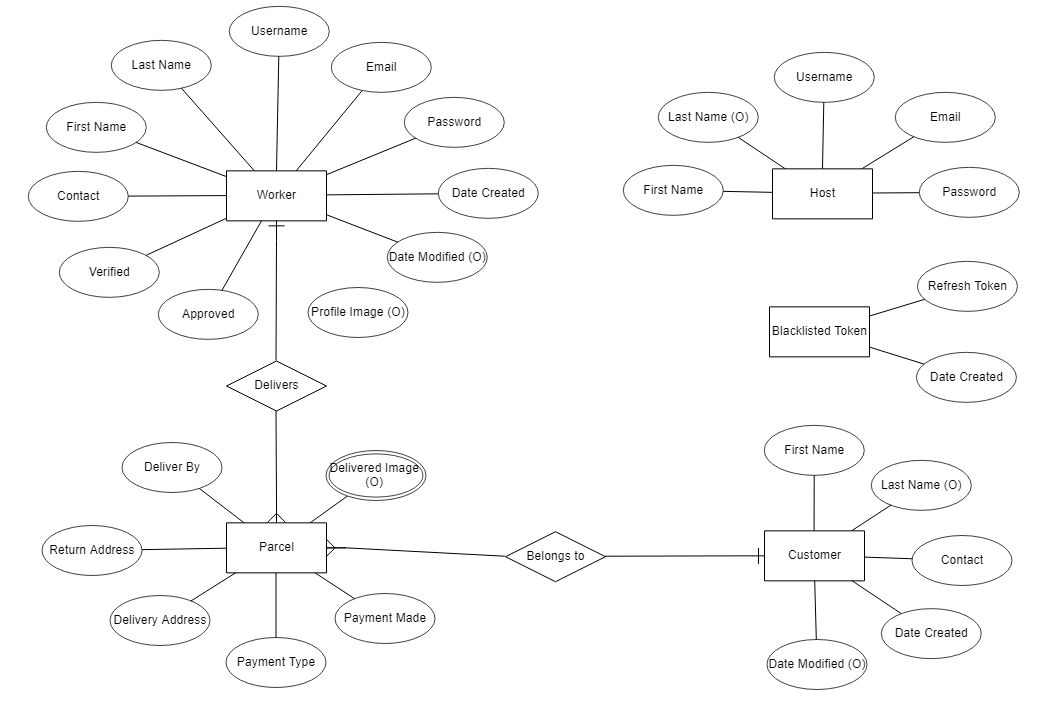 Username
Last Name
Email
First Name
Password
Contact
Worker
Date Created
Verified
Date Modified (O)
Approved
Profile Image (O)
Username
Last Name (O)
Email
First Name
Host
Password
Refresh Token
Blacklisted Token
Date Created
Delivers
Deliver By
Delivered Image
(O)
Return Address
Parcel
Delivery Address
Payment Made
Payment Type
Belongs to
First Name
Last Name (O)
Customer
Contact
Date Created
Date Modified (O)